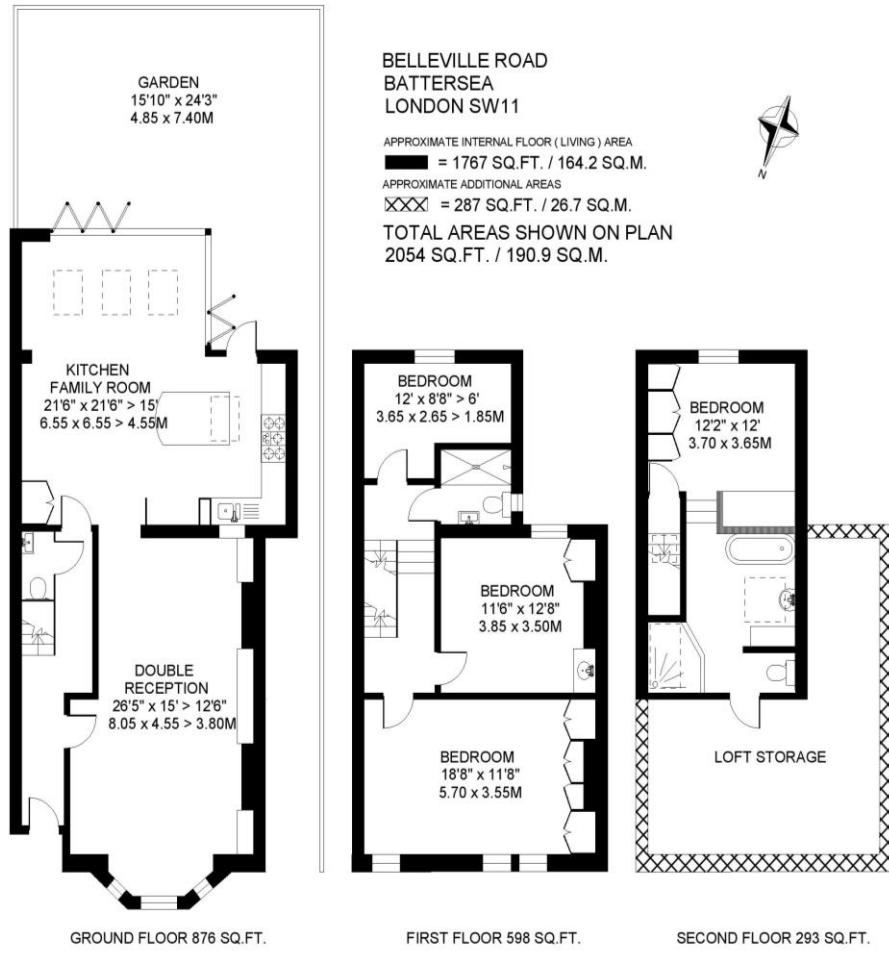 BELLEVILLE ROAD
BATTERSEA
LONDON SW11
APPROXIMATE INTERNAL FLOOR ( LIVING ) AREA
= 1767 SQ.FT. / 164.2 SQ.M.
APPROXIMATE ADDITIONAL AREAS
= 287 SQ.FT. / 26.7 SQ.M.
TOTAL AREAS SHOWN ON PLAN
2054 SQ.FT. / 190.9 SQ.M.
N
GARDEN
15'10" x 24'3"
4.85 x 7.40M
KITCHEN
FAMILY ROOM
21'6" x 21'6" > 15'
6.55 x 6.55 > 4.55M
DOUBLE
RECEPTION
26'5" x 15' > 12'6"
8.05 x 4.55 > 3.80M
GROUND FLOOR 876 SQ.FT.
BEDROOM
12' x 8'8" > 6'
3.65 x 2.65 > 1.85M
BEDROOM
11'6" x 12'8"
3.85 x 3.50M
BEDROOM
18'8" x 11'8"
5.70 x 3.55M
FIRST FLOOR 598 SQ.FT.
BEDROOM
12'2" x 12'
3.70 x 3.65M
LOFT STORAGE
SECOND FLOOR 293 SQ.FT.